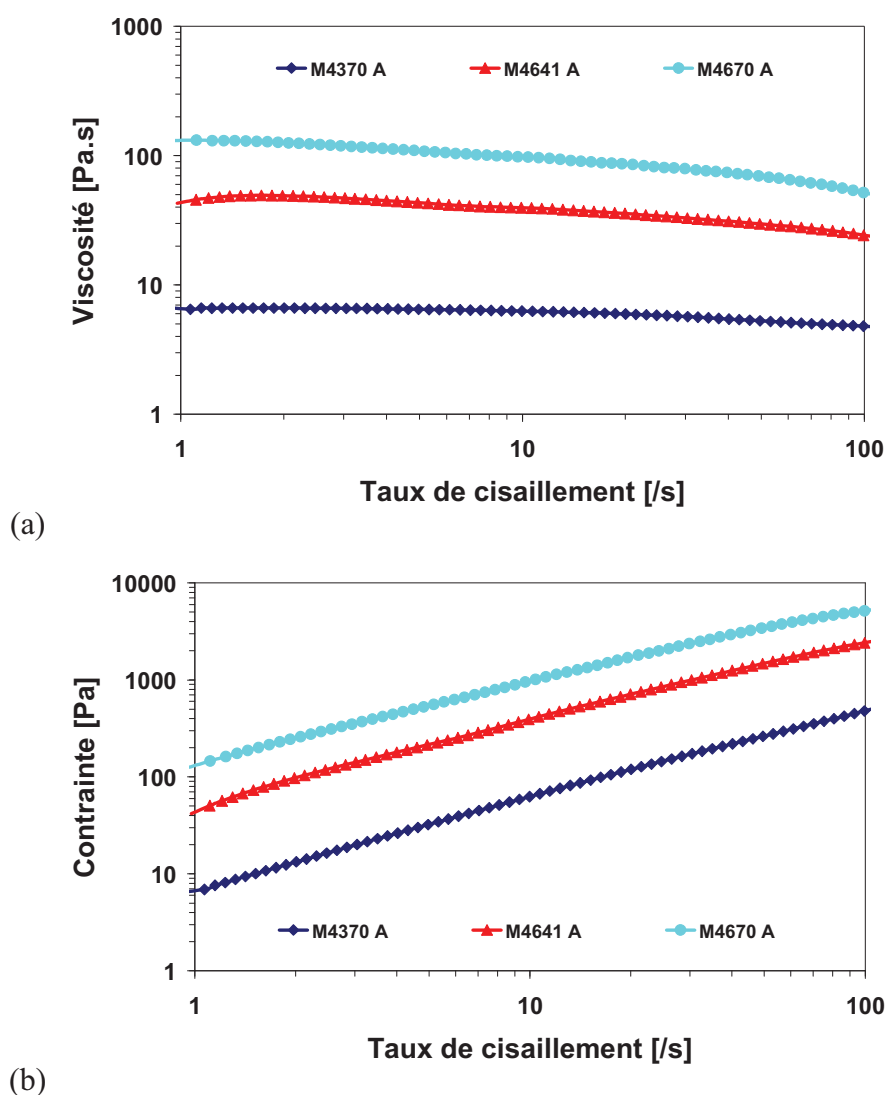 1000
M4370 A M4641 A M4670 A
100
10
1
Viscosité [Pa.s]
1 10 100
Taux de cisaillement [/s]
(a)
10000
1000
100
10
1
Contrainte [Pa]
M4370 A M4641 A M4670 A
1 10 100
Taux de cisaillement [/s]
(b)